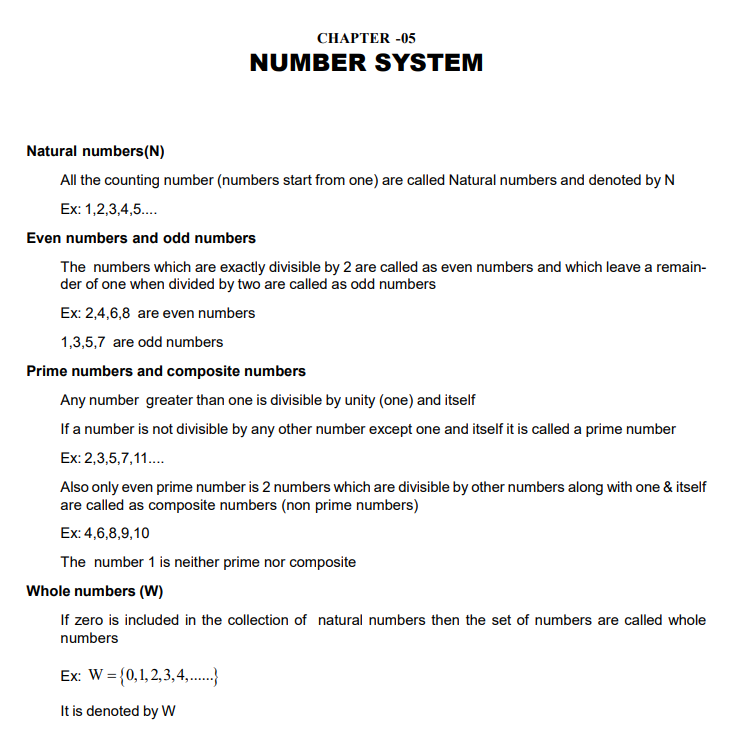 CHAPTER -05
NUMBER SYSTEM
Natural numbers(N)
All the counting number (numbers start from one) are called Natural numbers and denoted by N
Ex: 1,2,3,4,5....
Even numbers and odd numbers
The numbers which are exactly divisible by 2 are called as even numbers and which leave a remain-
der of one when divided by two are called as odd numbers
Ex: 2,4,6,8 are even numbers
1,3,5,7 are odd numbers
Prime numbers and composite numbers
Any number greater than one is divisible by unity (one) and itself
If a number is not divisible by any other number except one and itself it is called a prime number
Ex: 2,3,5,7,11....
Also only even prime number is 2 numbers which are divisible by other numbers along with one & itself
are called as composite numbers (non prime numbers)
Ex: 4,6,8,9,10
The number 1 is neither prime nor composite
Whole numbers (W)
If zero is included in the collection of natural numbers then the set of numbers are called whole
numbers
Ex: W = {0,1,2,3,4,......}
It is denoted by W